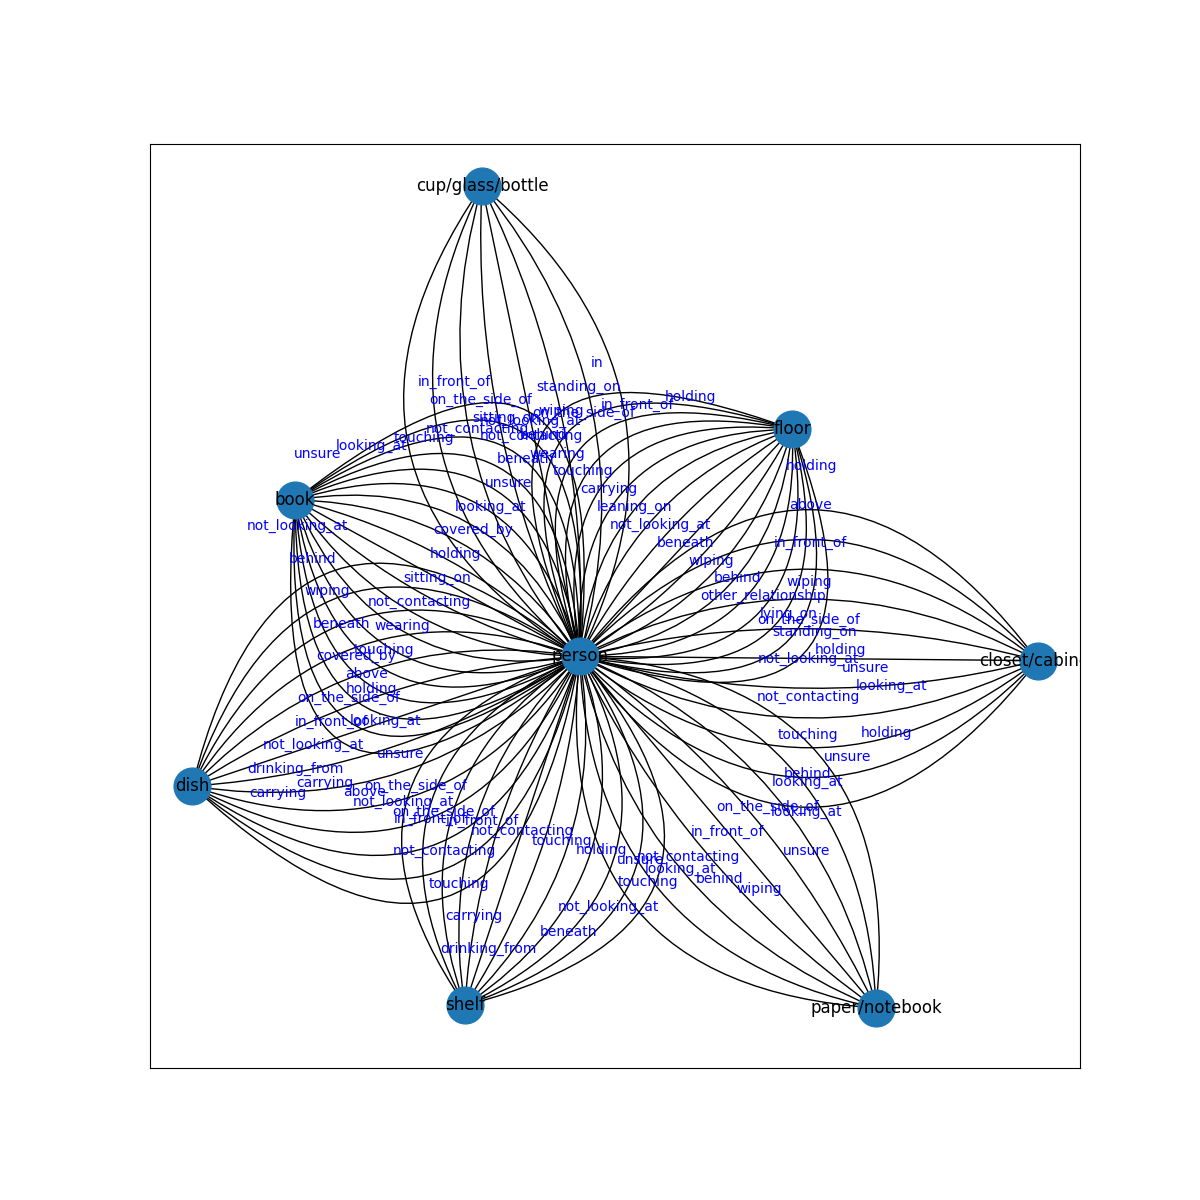 cup/glass/bottle
in
in_front_of
standing_on
holding
on_the_side_of
in_front_of
wiping
on_the_side_of
sitting_on
not_looking_at
floor
not_contacting
not_contacting
touching
looking_at
unsure
wearing
beneath
holding
touching
unsure
carrying
book
looking_at
leaning_on
above
not_looking_at
covered_by
not_looking_at
beneath
in_front_of
holding
behind
wiping
sitting_on
behind
wiping
wiping
other_relationship
not_contacting
lying_on
on_the_side_of
beneath
wearing
standing_on
touching
holding
covered_by
person
not_looking_at
closet/cabin
unsure
above
looking_at
holding
on_the_side_of
not_contacting
in_front_of
looking_at
touching
holding
not_looking_at
unsure
unsure
drinking_from
behind
carrying
on_the_side_of
looking_at
dish
carrying
above
not_looking_at
on_the_side_of
on_the_side_of
looking_at
in_front_of
in_front_of
not_contacting
in_front_of
touching
not_contacting
holding
unsure
unsure
not_contacting
looking_at
touching
touching
behind
wiping
carrying
not_looking_at
beneath
drinking_from
shelf
paper/notebook